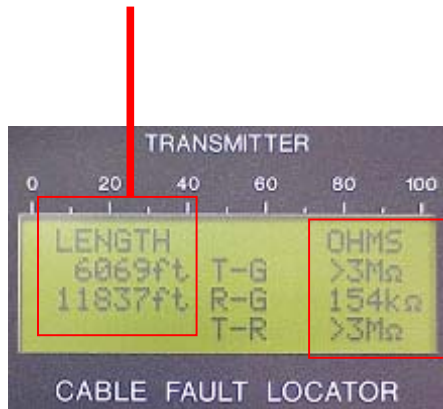 TRANSMITTER
0 20 40 60 80 100
LENGTH OHMS
6069ft T-G >3MΩ
11837ft R-G 154kΩ
T-R >3MΩ
CABLE FAULT LOCATOR